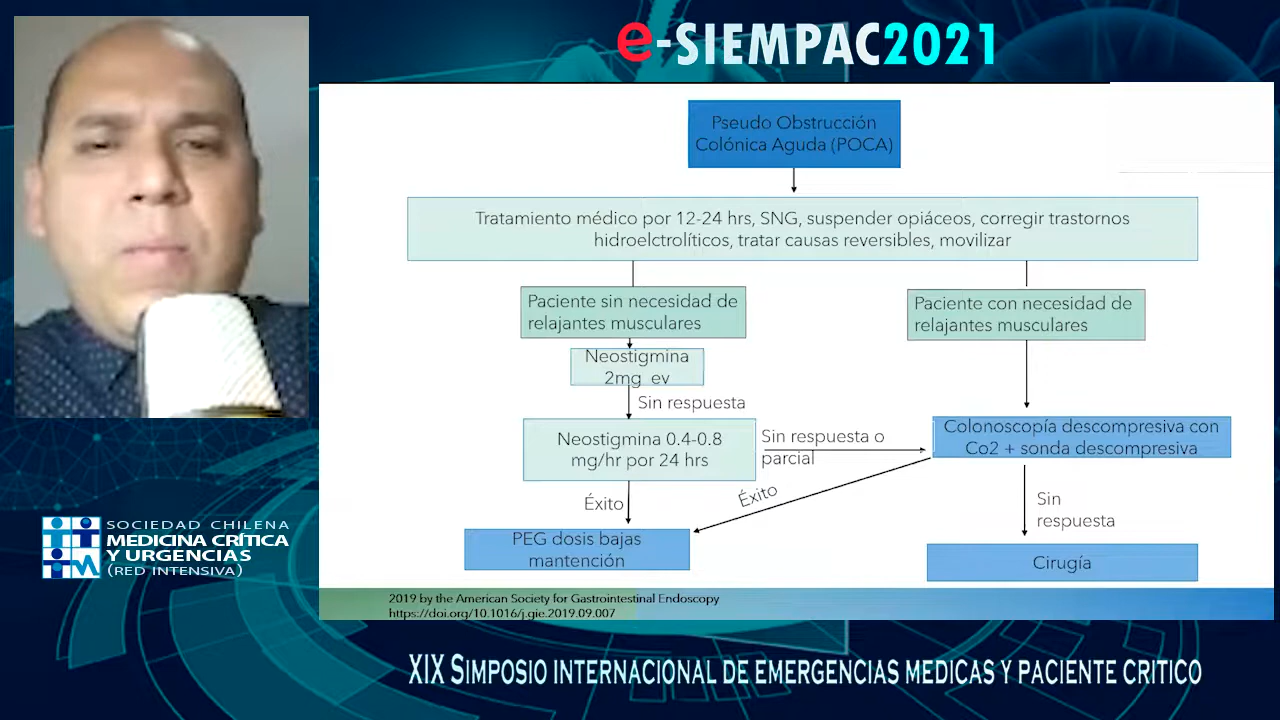 e-SIEMPAC2021
Pseudo Obstrucción
Colónica Aguda (POCA)
Tratamiento médico por 12-24 hrs, SNG, suspender opiáceos, corregir trastornos
hidroelctrolíticos, tratar causas reversibles, movilizar
Paciente sin necesidad de
relajantes musculares
Paciente con necesidad de
relajantes musculares
Neostigmina
2mg ev
Sin respuesta
Neostigmina 0.4-0.8
mg/hr por 24 hrs
Sin respuesta o
parcial
Colonoscopía descompresiva con
Co2 + sonda descompresiva
Éxito
Éxito
Sin
respuesta
PEG dosis bajas
mantención
Cirugía
2019 by the American Society for Gastrointestinal Endoscopy
https://doi.org/10.1016/j.gie.2019.09.007
SOCIEDAD CHILENA
MEDICINA CRÍTICA
Y URGENCIAS
(RED INTENSIVA)
XIX SIMPOSIO INTERNACIONAL DE EMERGENCIAS MEDICAS Y PACIENTE CRITICO